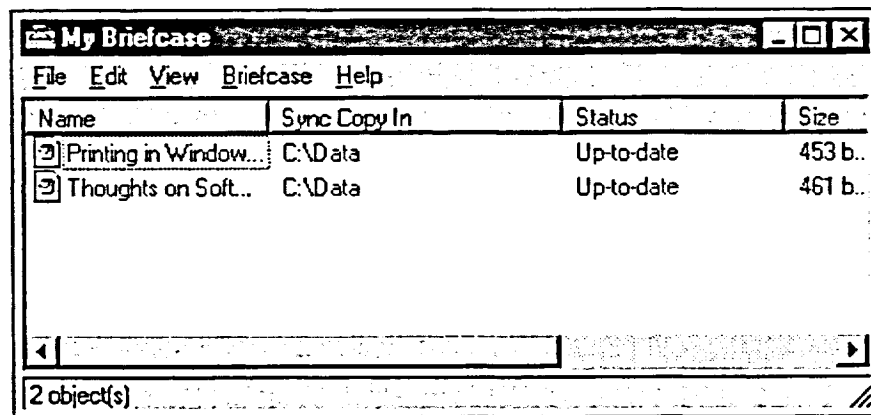 My Briefcase
File Edit View Briefcase Help
Name Sync Copy In Status Size
Printing in Window... C:\Data Up-to-date 453 b..
Thoughts on Soft... C:\Data Up-to-date 461 b..
2 object(s)